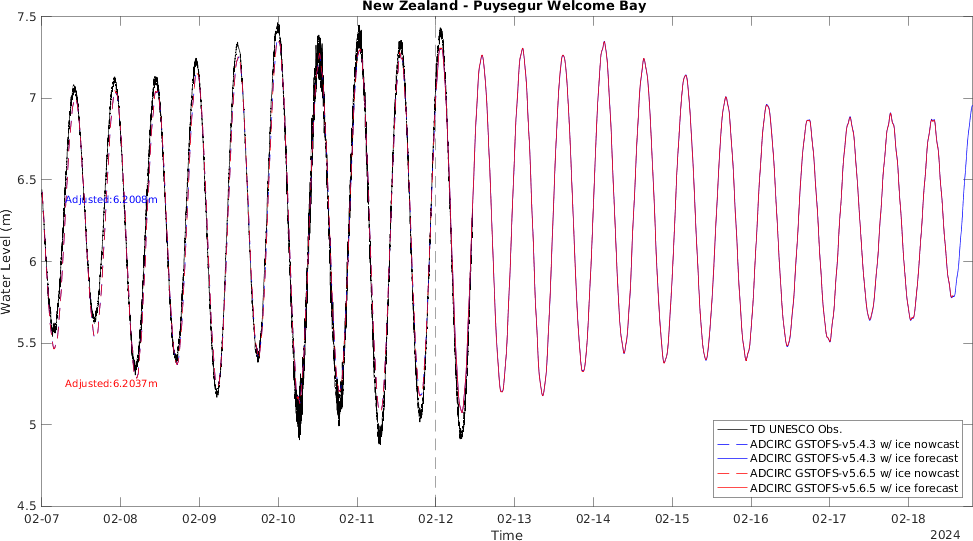 New Zealand - Puysegur Welcome Bay
7.5
7
6.5
6
5.5
5
4.5
Water Level (m)
Adjusted:6.2008m
Adjusted:6.2037m
TD UNESCO Obs.
ADCIRC GSTOFS-v5.4.3 w/ ice nowcast
ADCIRC GSTOFS-v5.4.3 w/ ice forecast
ADCIRC GSTOFS-v5.6.5 w/ ice nowcast
ADCIRC GSTOFS-v5.6.5 w/ ice forecast
02-07 02-08 02-09 02-10 02-11 02-12 02-13 02-14 02-15 02-16 02-17 02-18
Time
2024